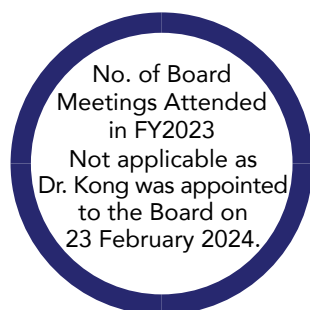 No. of Board
Meetings Attended
in FY2023
Not applicable as
Dr. Kong was appointed
to the Board on
23 February 2024.